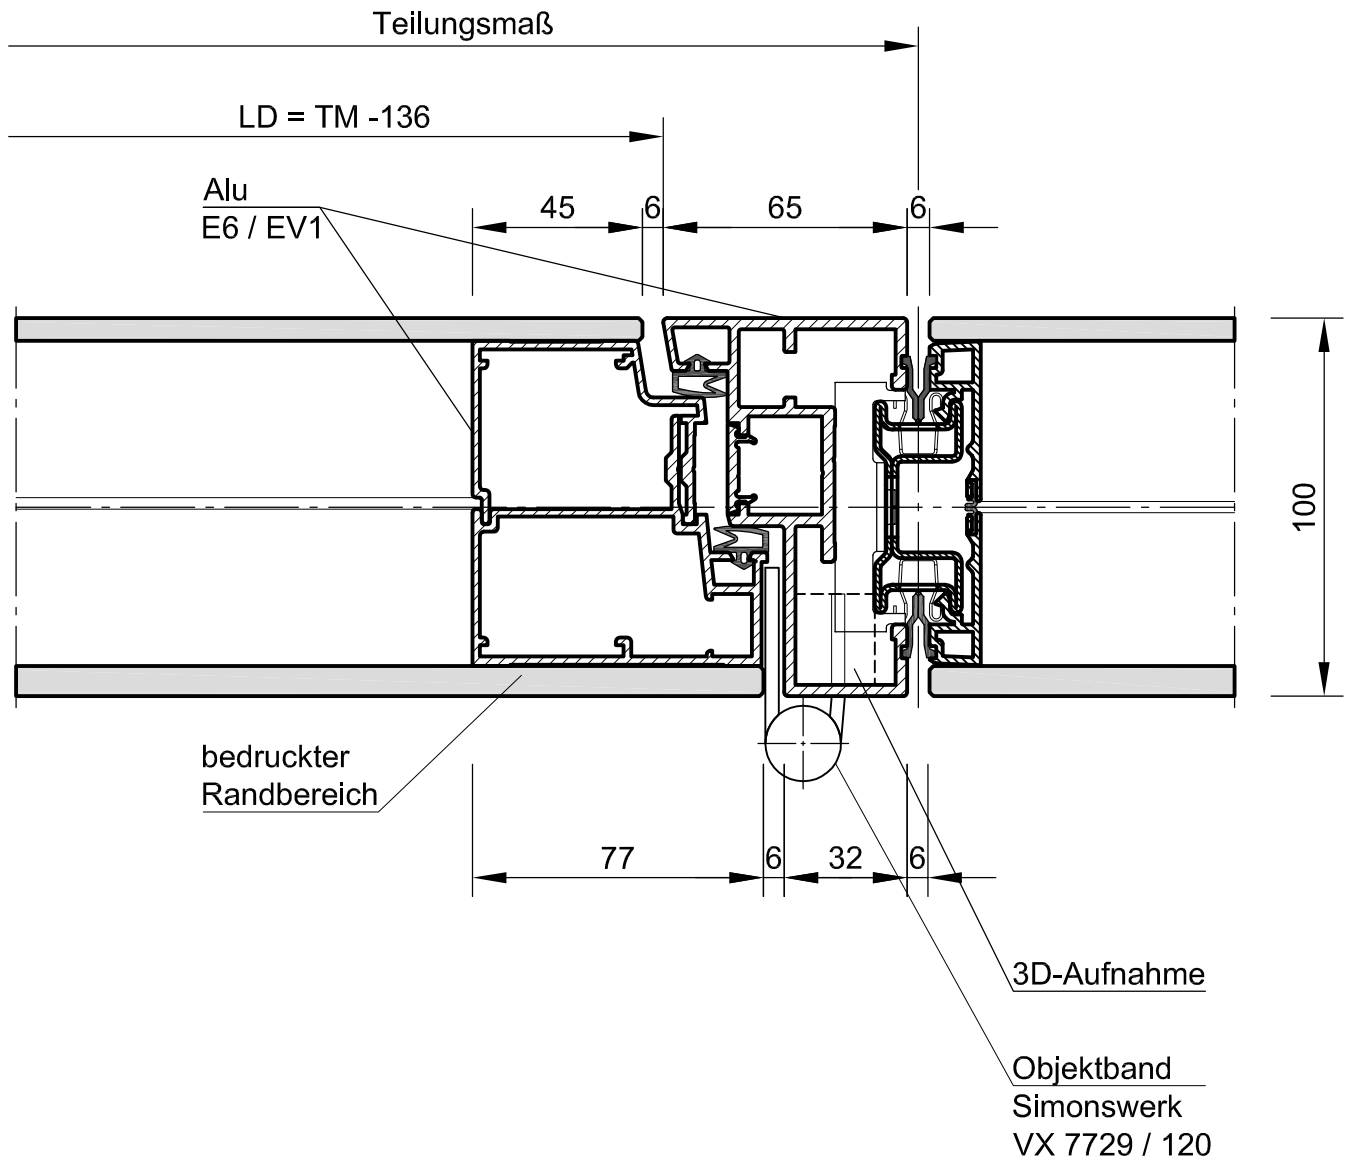 Teilungsmaß
LD = TM -136
Alu
E6 / EV1
45
6
65
6
100
bedruckter
Randbereich
77
6
32
6
3D-Aufnahme
Objektband
Simonswerk
VX 7729 / 120